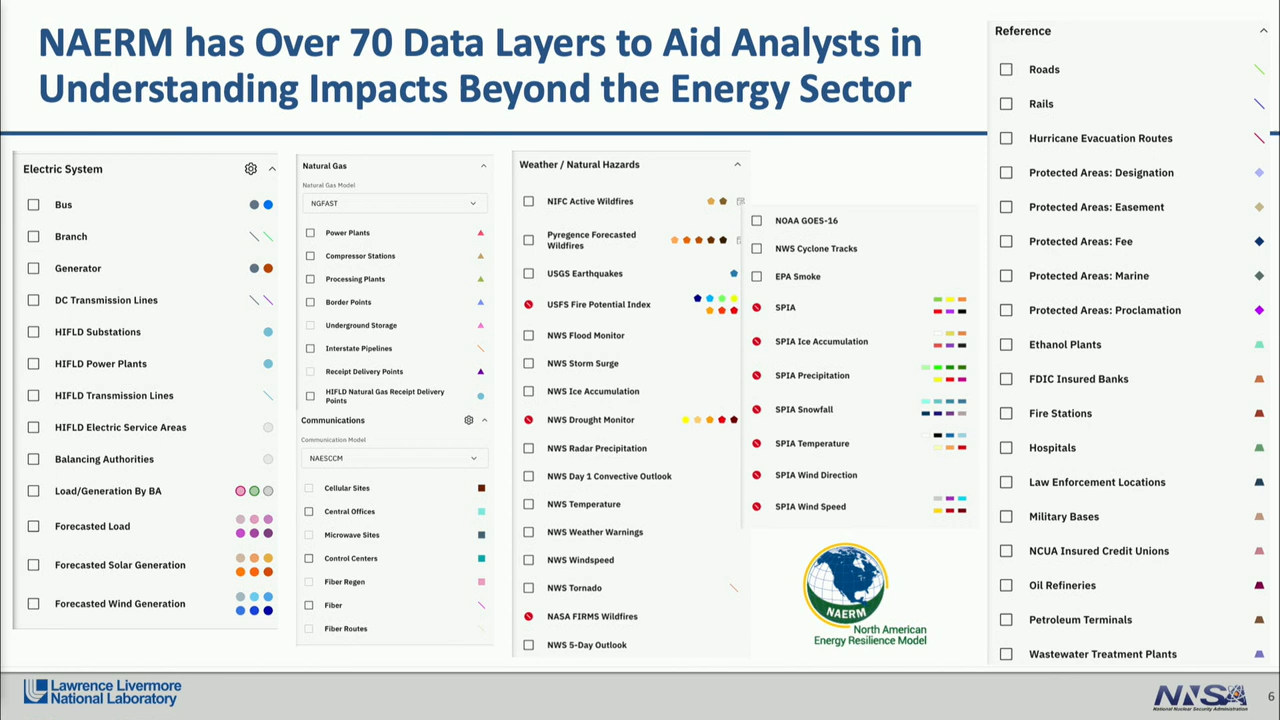 NAERM has Over 70 Data Layers to Aid Analysts in
Understanding Impacts Beyond the Energy Sector
Electric System
Bus
Branch
Generator
DC Transmission Lines
HIFLD Substations
HIFLD Power Plants
HIFLD Transmission Lines
HIFLD Electric Service Areas
Balancing Authorities
Load/Generation By BA
Forecasted Load
Forecasted Solar Generation
Forecasted Wind Generation
Natural Gas
Natural Gas Model
NGFAST
Power Plants
Compressor Stations
Processing Plants
Border Points
Underground Storage
Interstate Pipelines
Receipt Delivery Points
HIFLD Natural Gas Receipt Delivery
Points
Communications
Communication Model
NAESCCM
Cellular Sites
Central Offices
Microwave Sites
Control Centers
Fiber Regen
Fiber
Fiber Routes
Weather / Natural Hazards
NIFC Active Wildfires
Pyregence Forecasted
Wildfires
USGS Earthquakes
USFS Fire Potential Index
NWS Flood Monitor
NWS Storm Surge
NWS Ice Accumulation
NWS Drought Monitor
NWS Radar Precipitation
NWS Day 1 Convective Outlook
NWS Temperature
NWS Weather Warnings
NWS Windspeed
NWS Tornado
NASA FIRMS Wildfires
NWS 5-Day Outlook
NOAA GOES-16
NWS Cyclone Tracks
EPA Smoke
SPIA
SPIA Ice Accumulation
SPIA Precipitation
SPIA Snowfall
SPIA Temperature
SPIA Wind Direction
SPIA Wind Speed
NAERM
North American
Energy Resilience Model
Reference
Roads
Rails
Hurricane Evacuation Routes
Protected Areas: Designation
Protected Areas: Easement
Protected Areas: Fee
Protected Areas: Marine
Protected Areas: Proclamation
Ethanol Plants
FDIC Insured Banks
Fire Stations
Hospitals
Law Enforcement Locations
Military Bases
NCUA Insured Credit Unions
Oil Refineries
Petroleum Terminals
Wastewater Treatment Plants
Lawrence Livermore
National Laboratory
NNSA
National Nuclear Security Administration
6